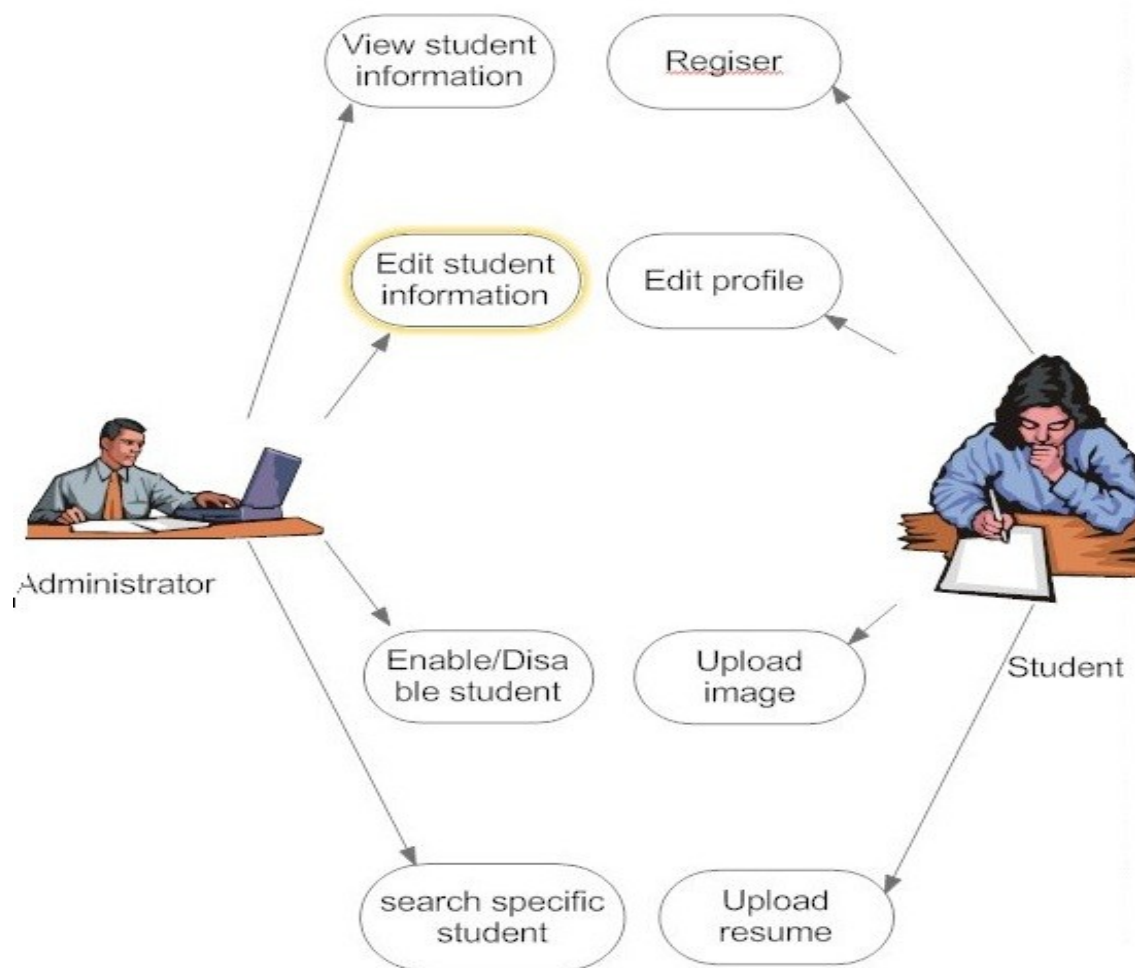 View student
information
Regiser
Edit student
information
Edit profile
Administrator
Enable/Disa
ble student
Upload
image
Student
search specific
student
Upload
resume